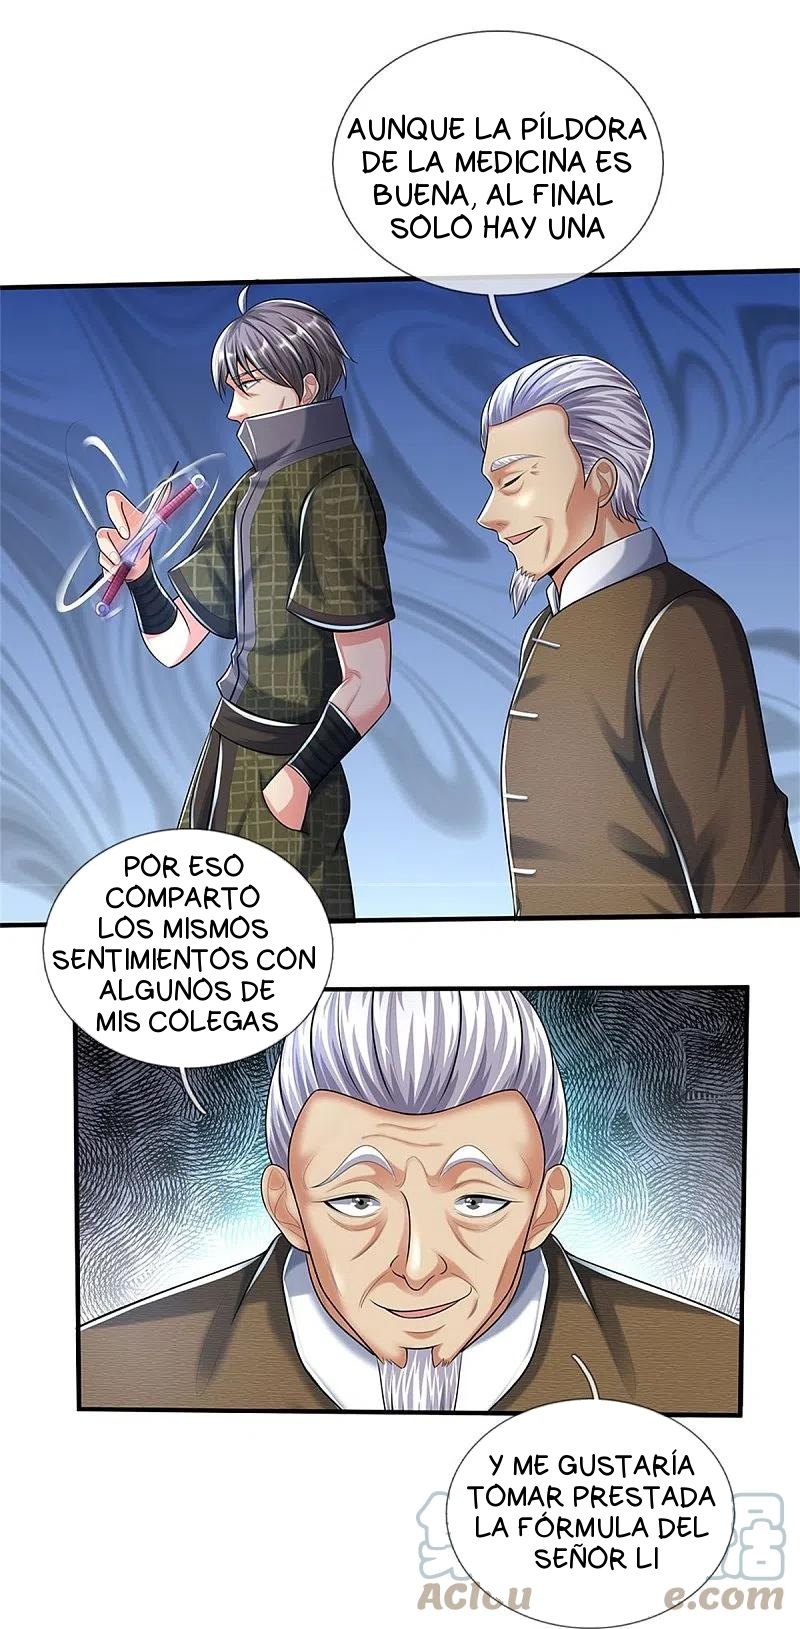 AUNQUE LA PÍLDORA
DE LA MEDICINA ES
BUENA, AL FINAL
SOLO HAY UNA
POR ESO
COMPARTO
LOS MISMOS
SENTIMIENTOS CON
ALGUNOS DE
MIS COLEGAS
Y ME GUSTARÍA
TOMAR PRESTADA
LA FÓRMULA DEL
SEÑOR LI